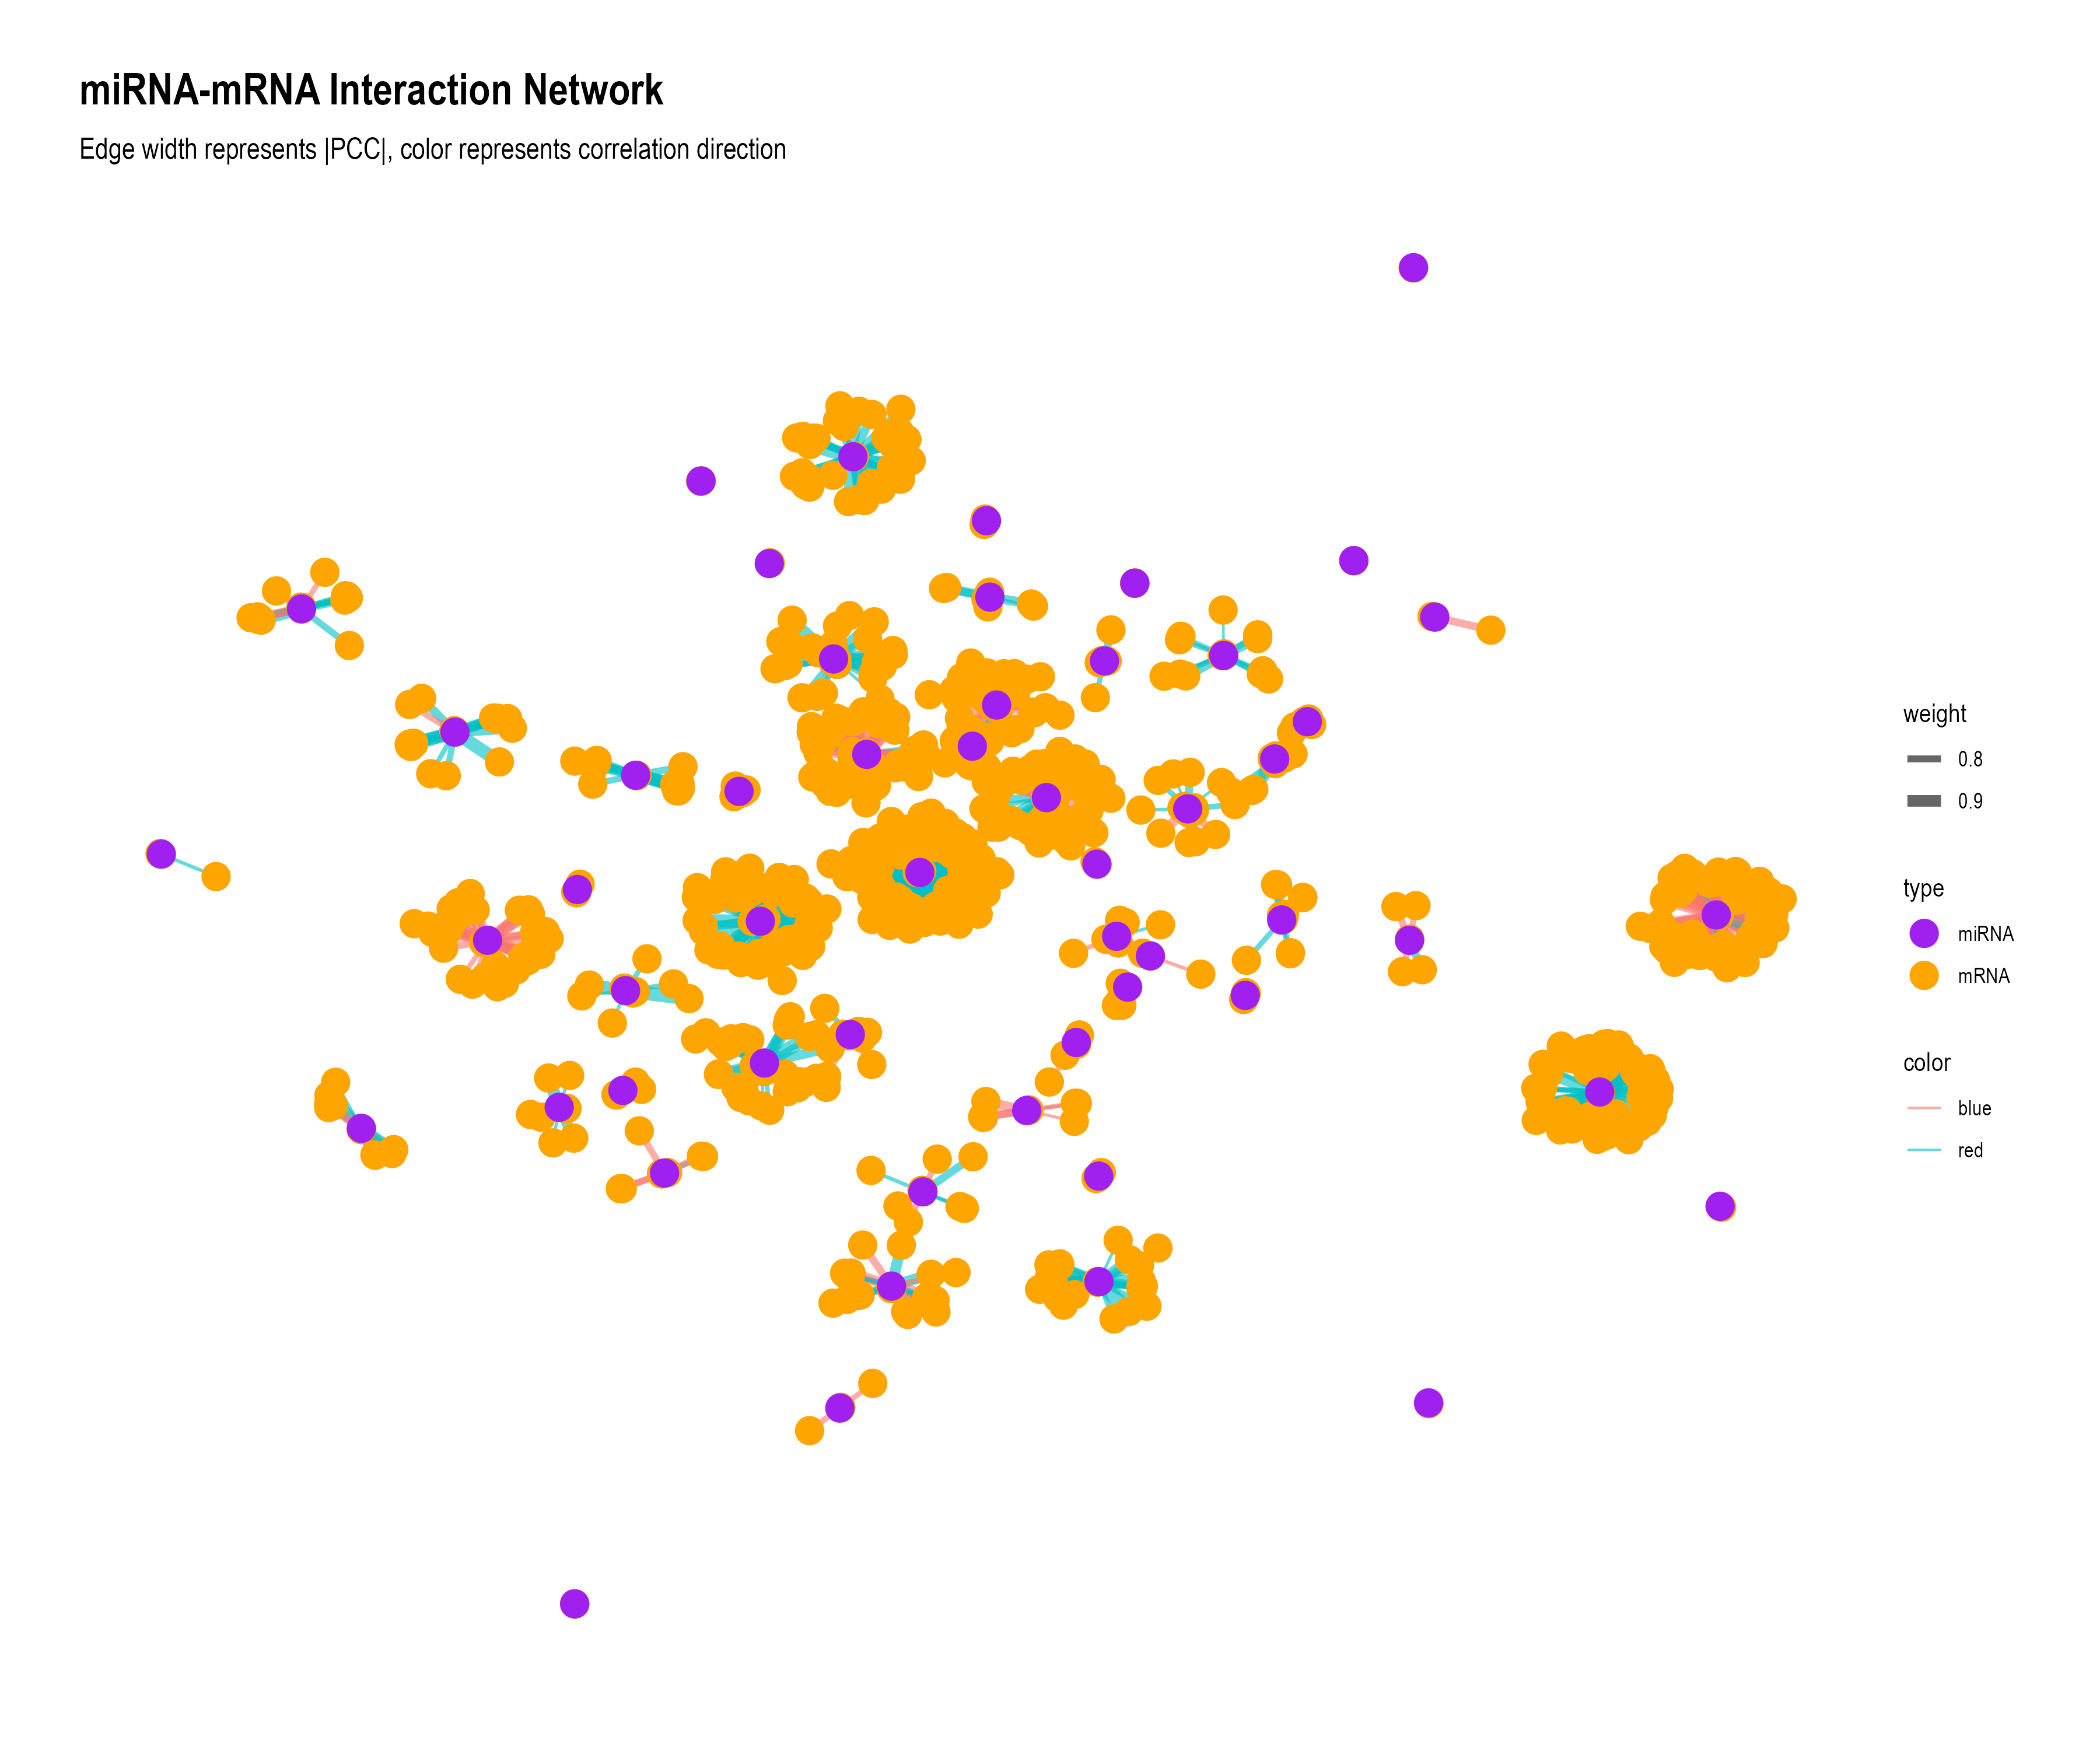 miRNA-mRNA Interaction Network
Edge width represents |PCC|, color represents correlation direction
weight
0.8
0.9
type
miRNA
mRNA
color
blue
red